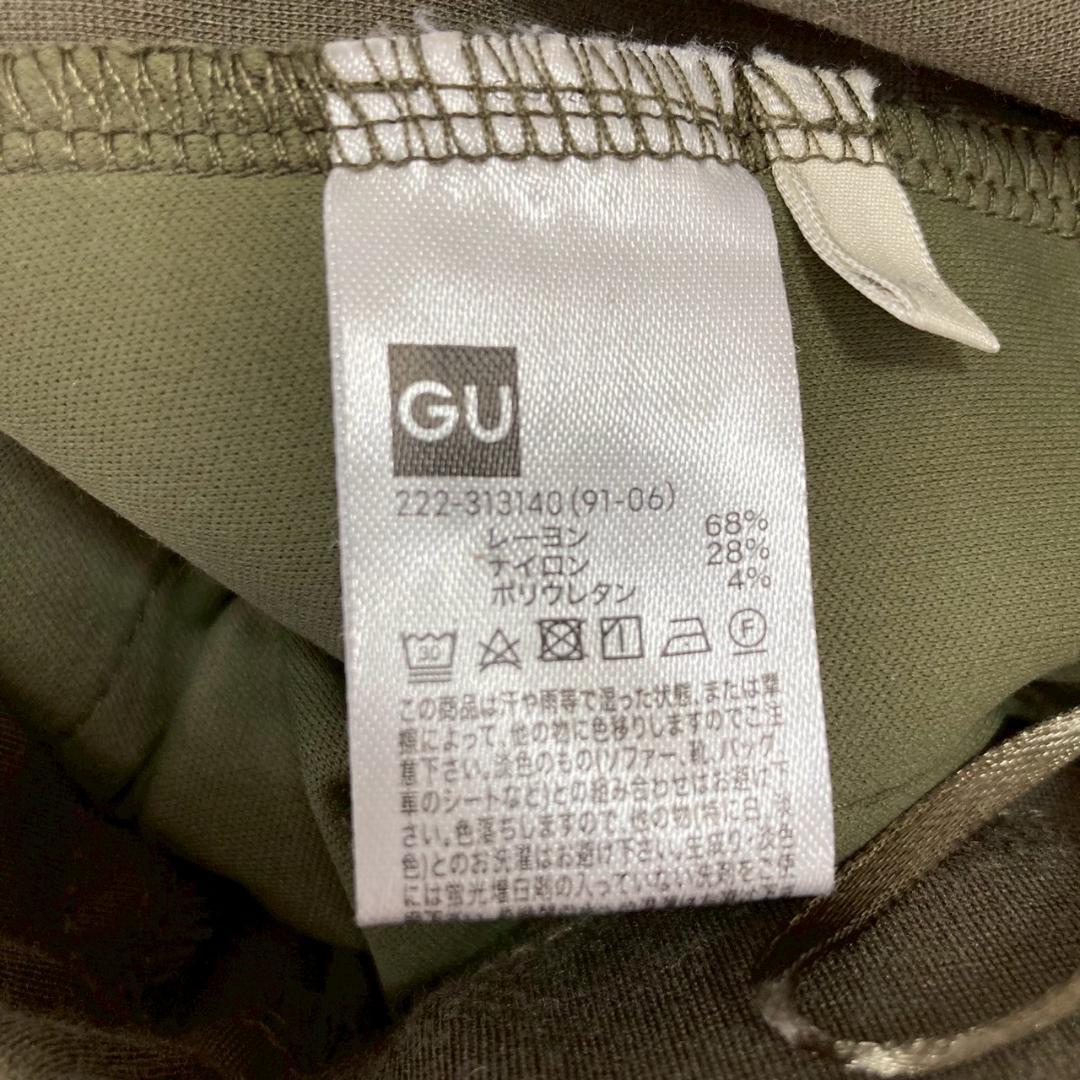 GU
222-313140(91-06)
レーヨン 68%
ナイロン 28%
ポリウレタン 4%
30
F
この商品は汗や雨等で湿った状態、または摩
擦によって、他の物に色移りしますのでご注
意下さい。淡色のもの(ソファー、靴、バッグ、
車のシートなど)との組み合わせはお避け下
さい。色落ちしますので、他の物(特に白・淡
色)とのお洗濯はお避け下さい。生成り・淡色
には蛍光増白剤の入っていない洗剤をご使